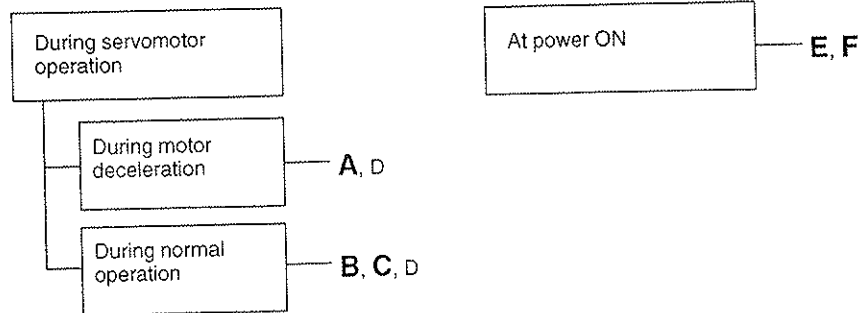 During servomotor
operation
At power ON
E, F
During motor
deceleration
A, D
During normal
operation
B, C, D